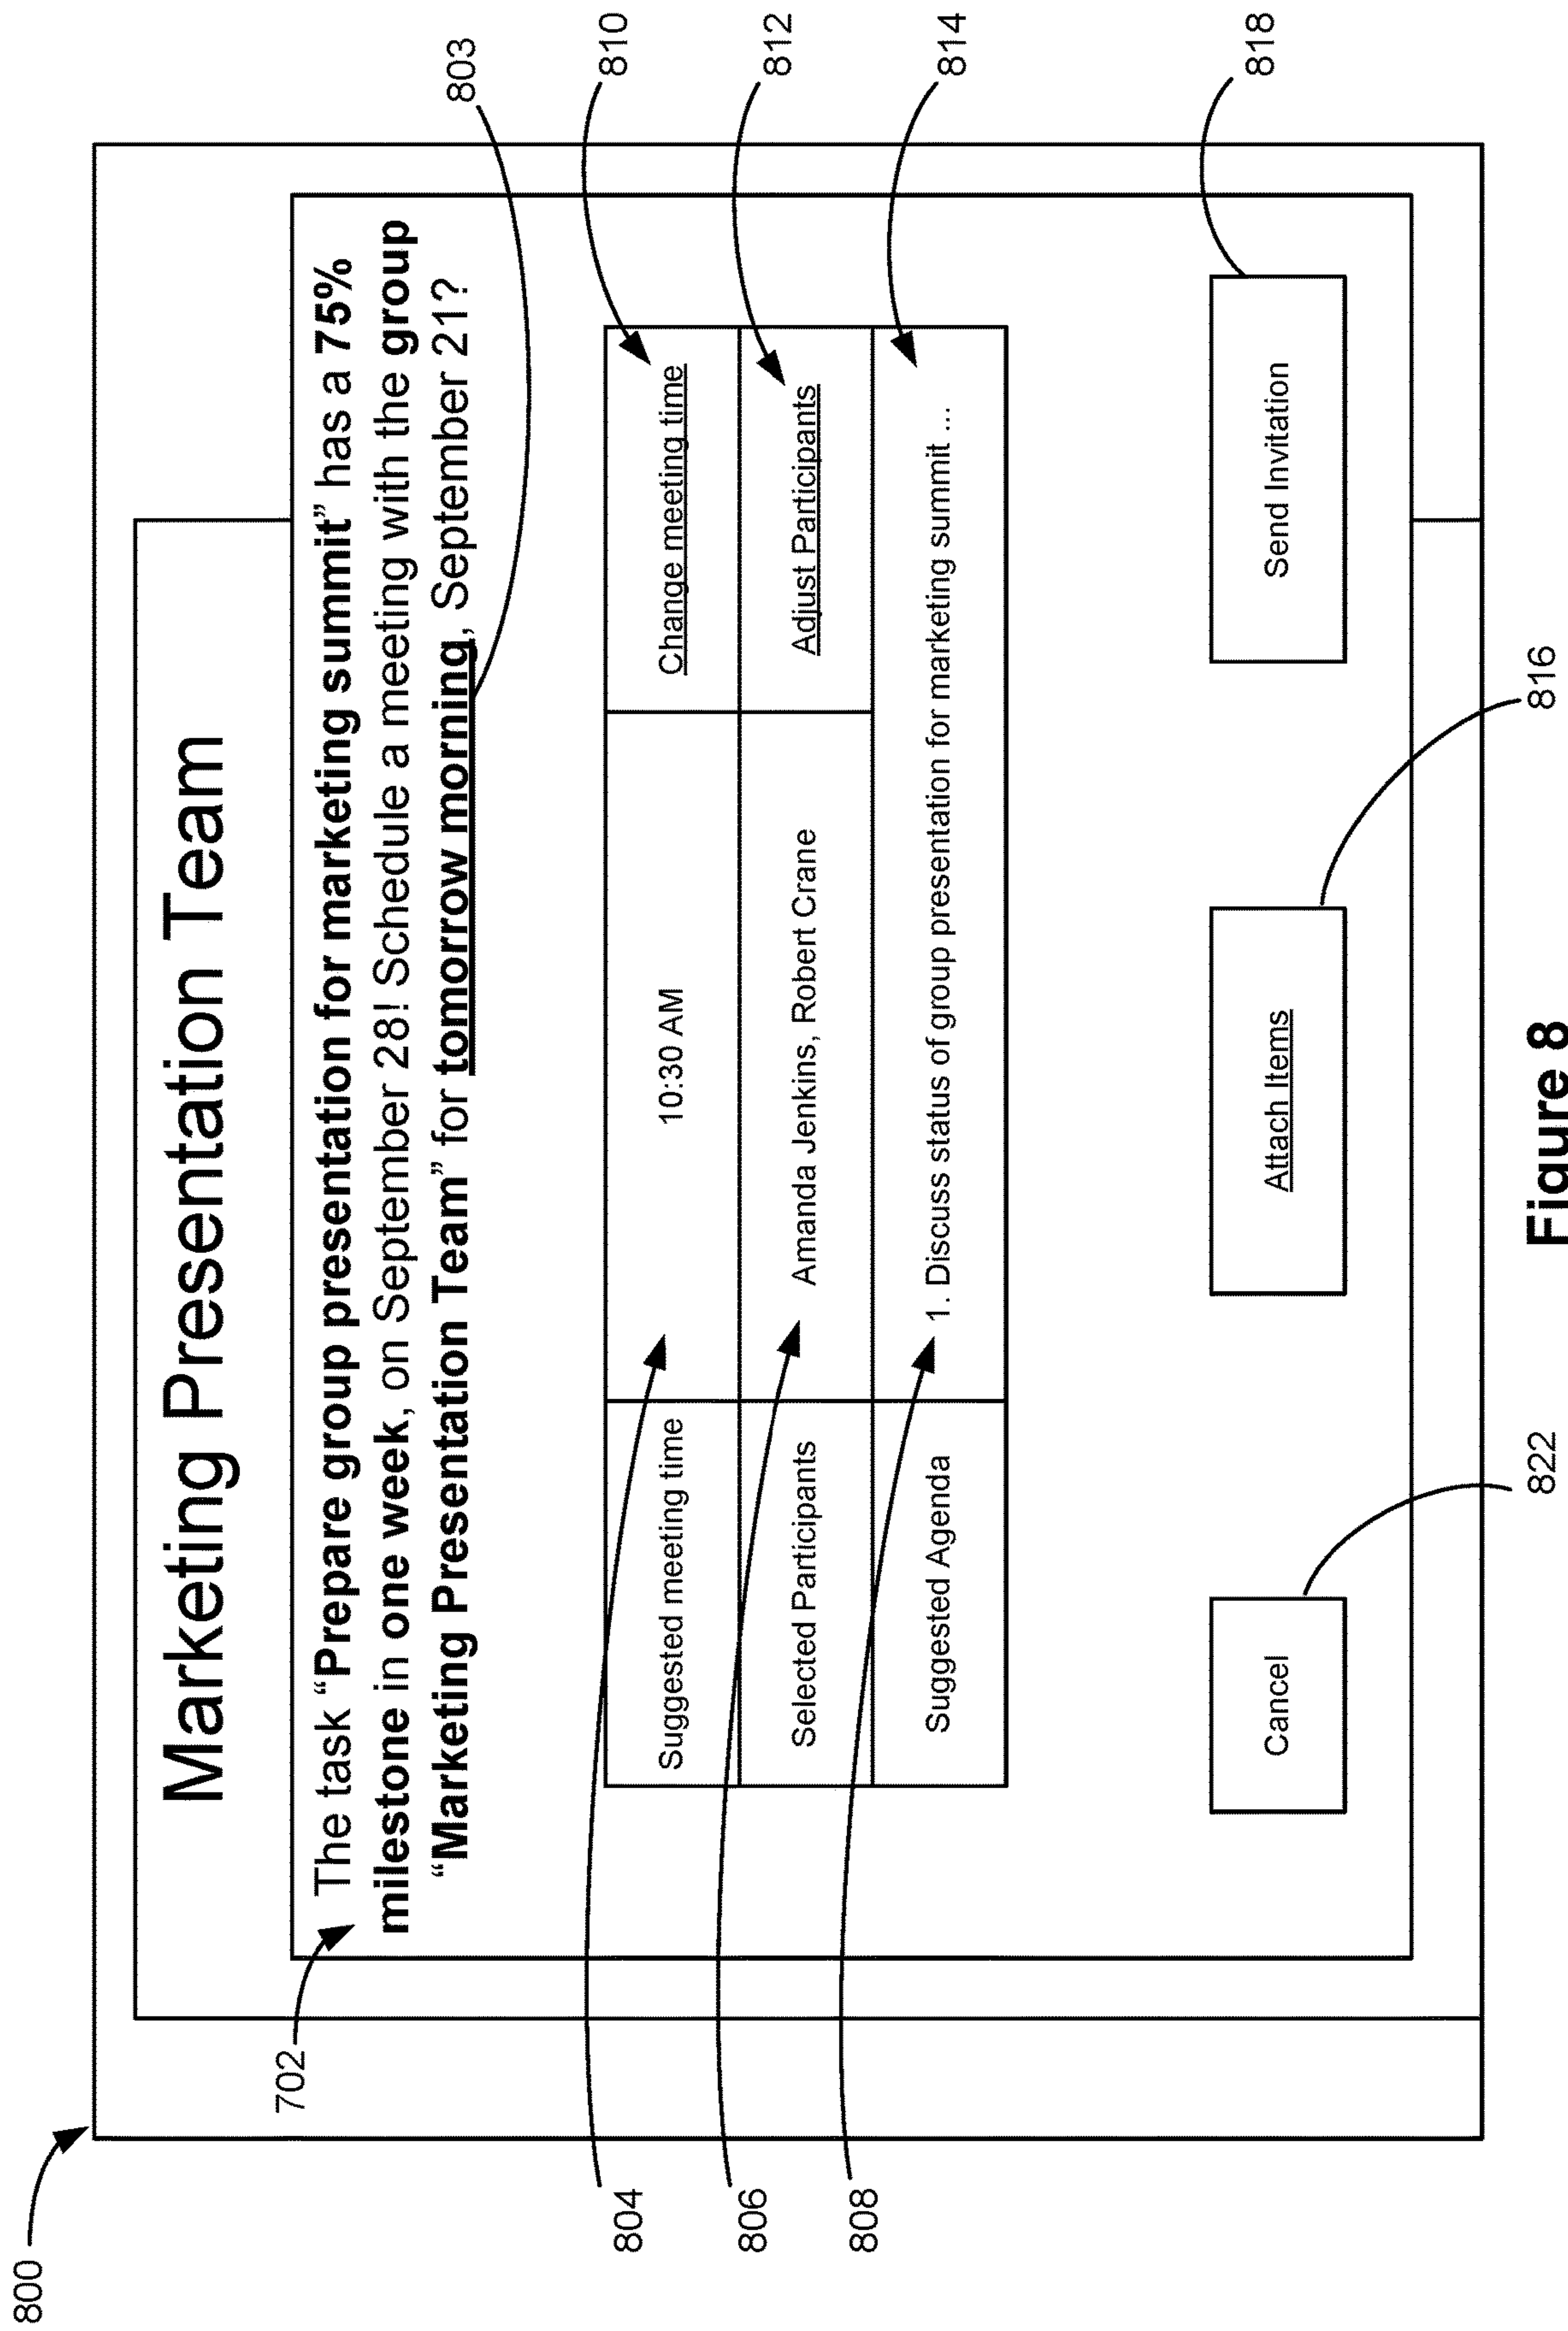 800
Marketing Presentation Team
702
The task “Prepare group presentation for marketing summit” has a 75%
milestone in one week, on September 28! Schedule a meeting with the group
“Marketing Presentation Team” for tomorrow morning, September 21?
803
804
Suggested meeting time
10:30 AM
Change meeting time
810
806
Selected Participants
Amanda Jenkins, Robert Crane
Adjust Participants
812
808
Suggested Agenda
1. Discuss status of group presentation for marketing summit ...
814
Cancel
Attach Items
Send Invitation
818
822
816
Figure 8